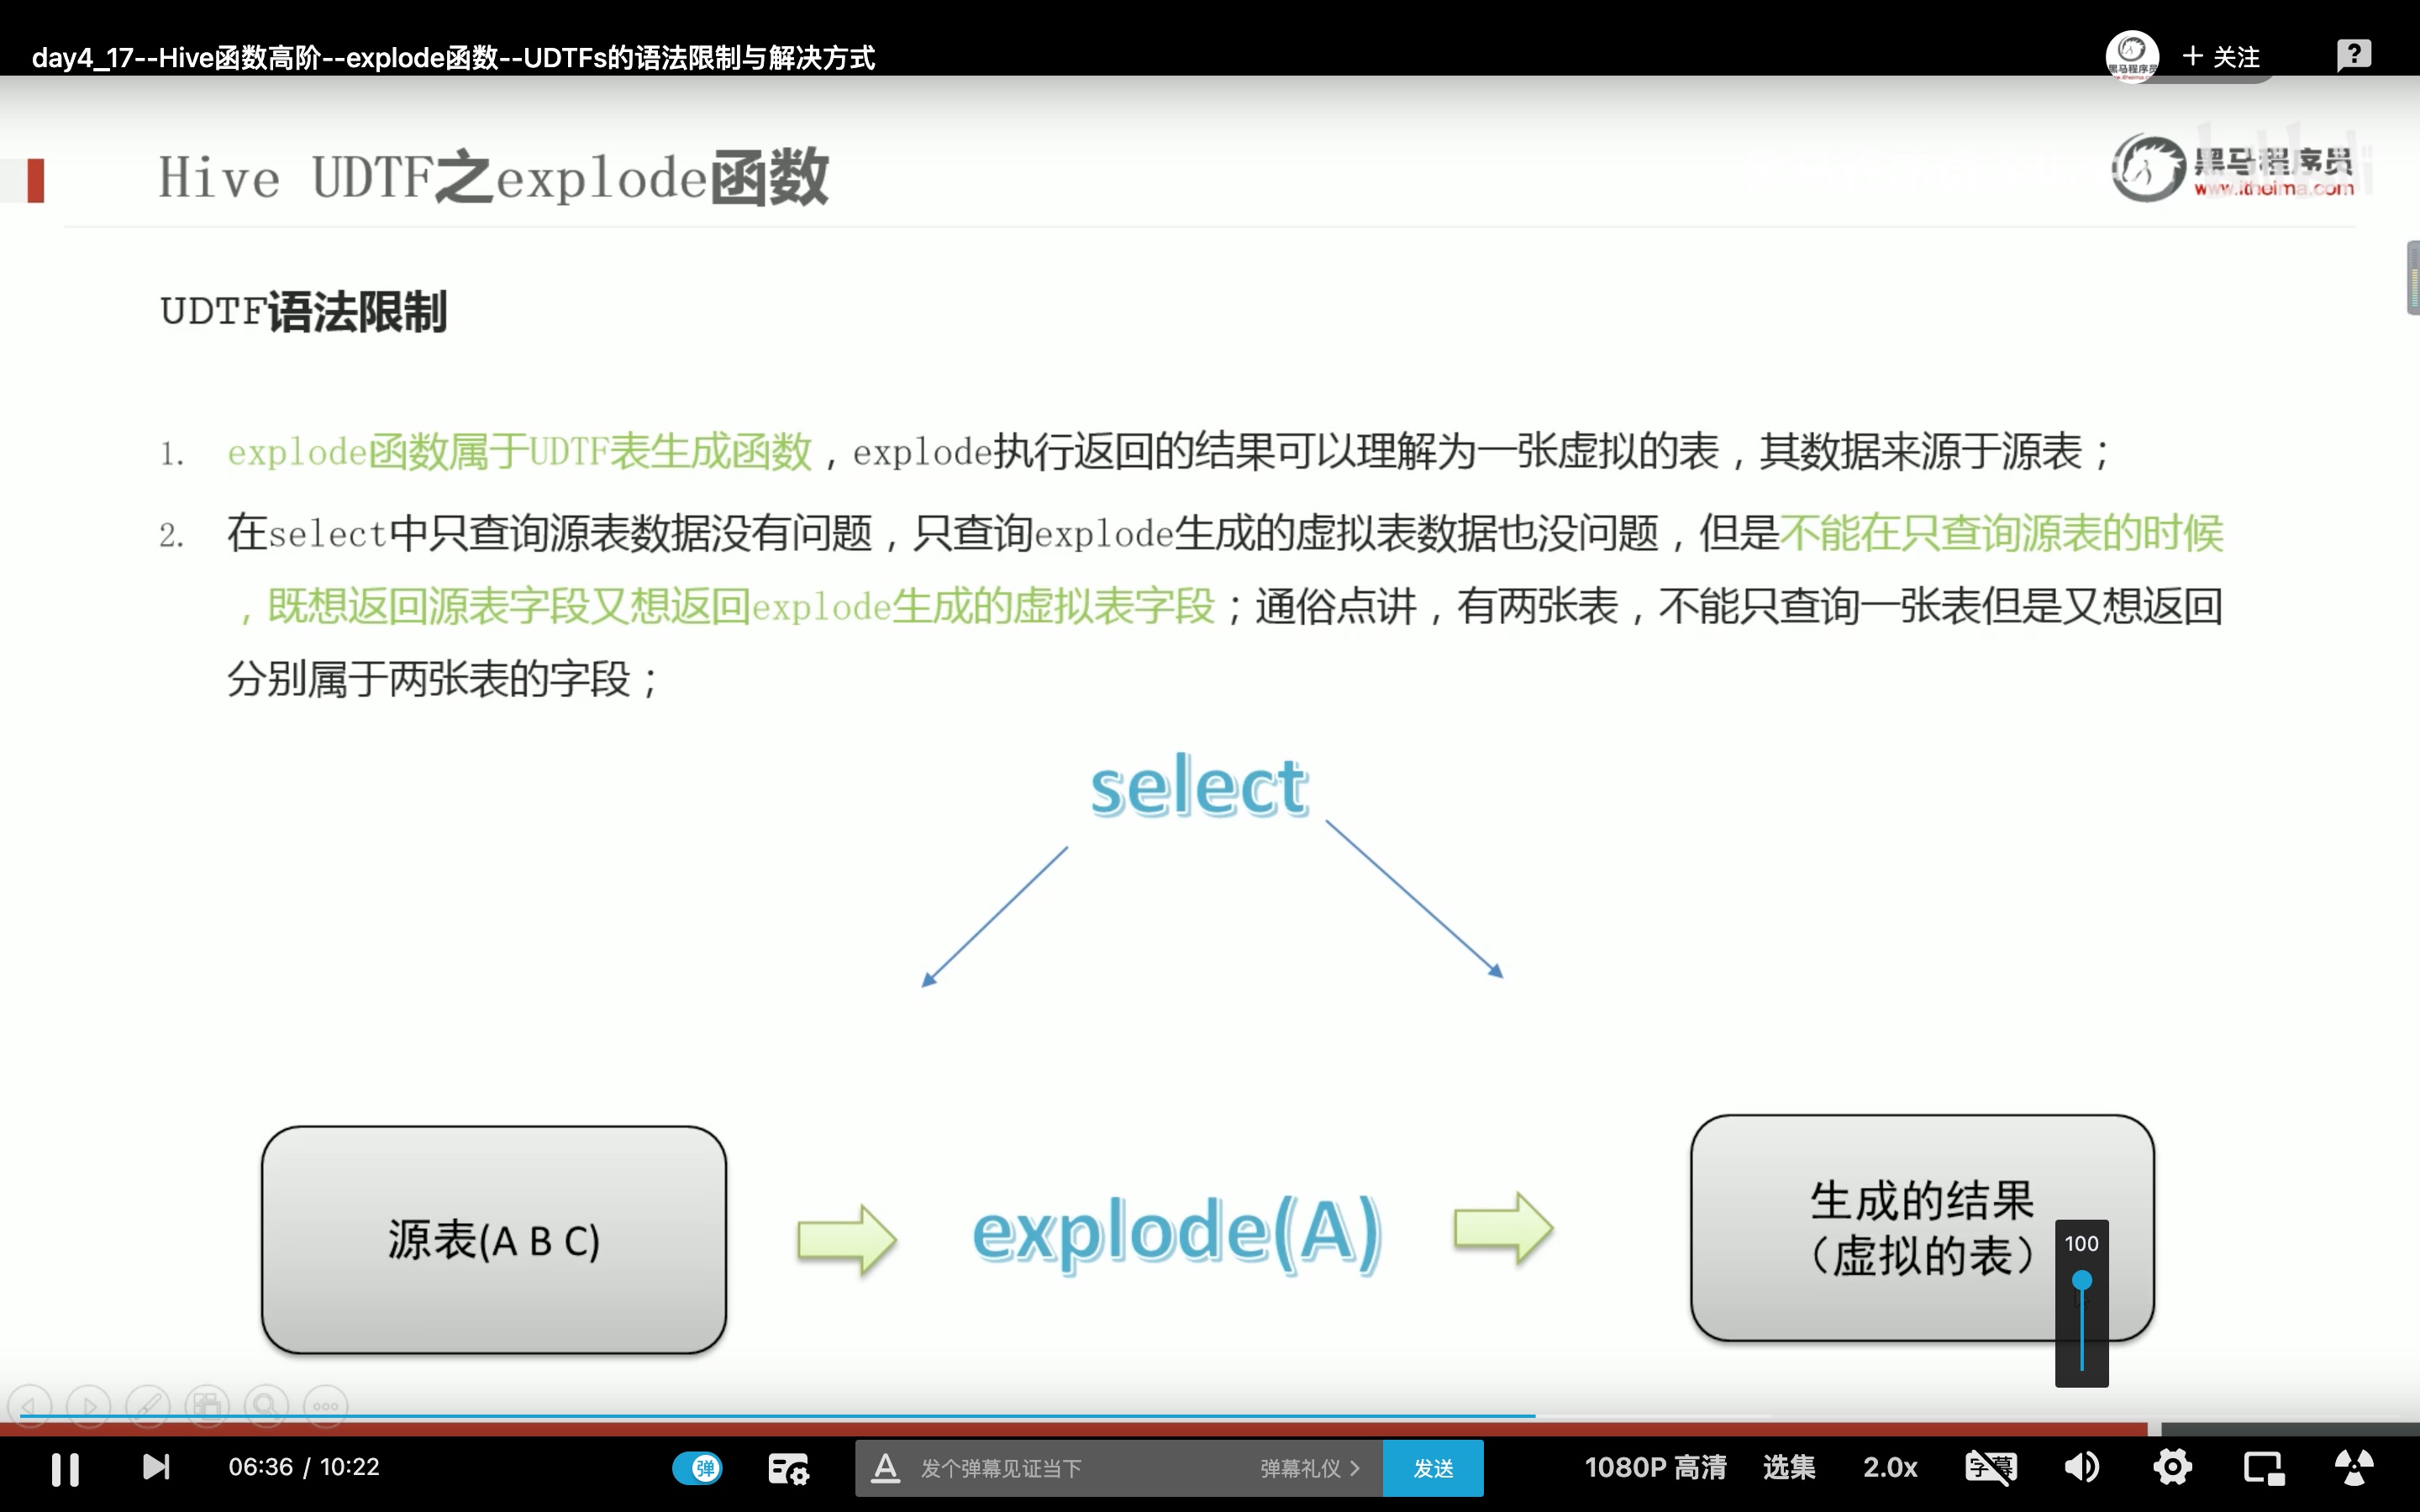 day4_17--Hive函数高阶--explode函数--UDTFs的语法限制与解决方式
黑马程序员
+ 关注
?
Hive UDTF之explode函数
黑马程序员
www.itheima.com
UDTF语法限制
1. explode函数属于UDTF表生成函数，explode执行返回的结果可以理解为一张虚拟的表，其数据来源于源表；
2. 在select中只查询源表数据没有问题，只查询explode生成的虚拟表数据也没问题，但是不能在只查询源表的时候
，既想返回源表字段又想返回explode生成的虚拟表字段；通俗点讲，有两张表，不能只查询一张表但是又想返回
分别属于两张表的字段；
select
源表(A B C)
explode(A)
生成的结果
（虚拟的表）
100
06:36 / 10:22
弹
A 发个弹幕见证当下
弹幕礼仪 >
发送
1080P 高清
选集
2.0x
字幕